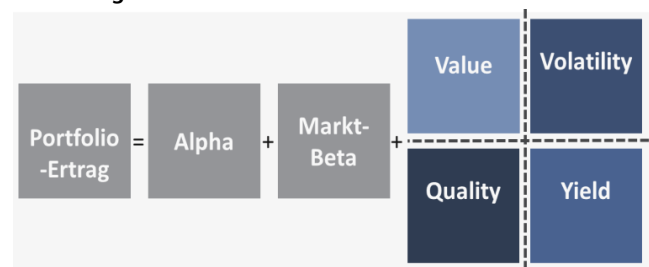 Portfolio
-Ertrag
=
Alpha
+
Markt-
Beta
+
Value
Volatility
Quality
Yield